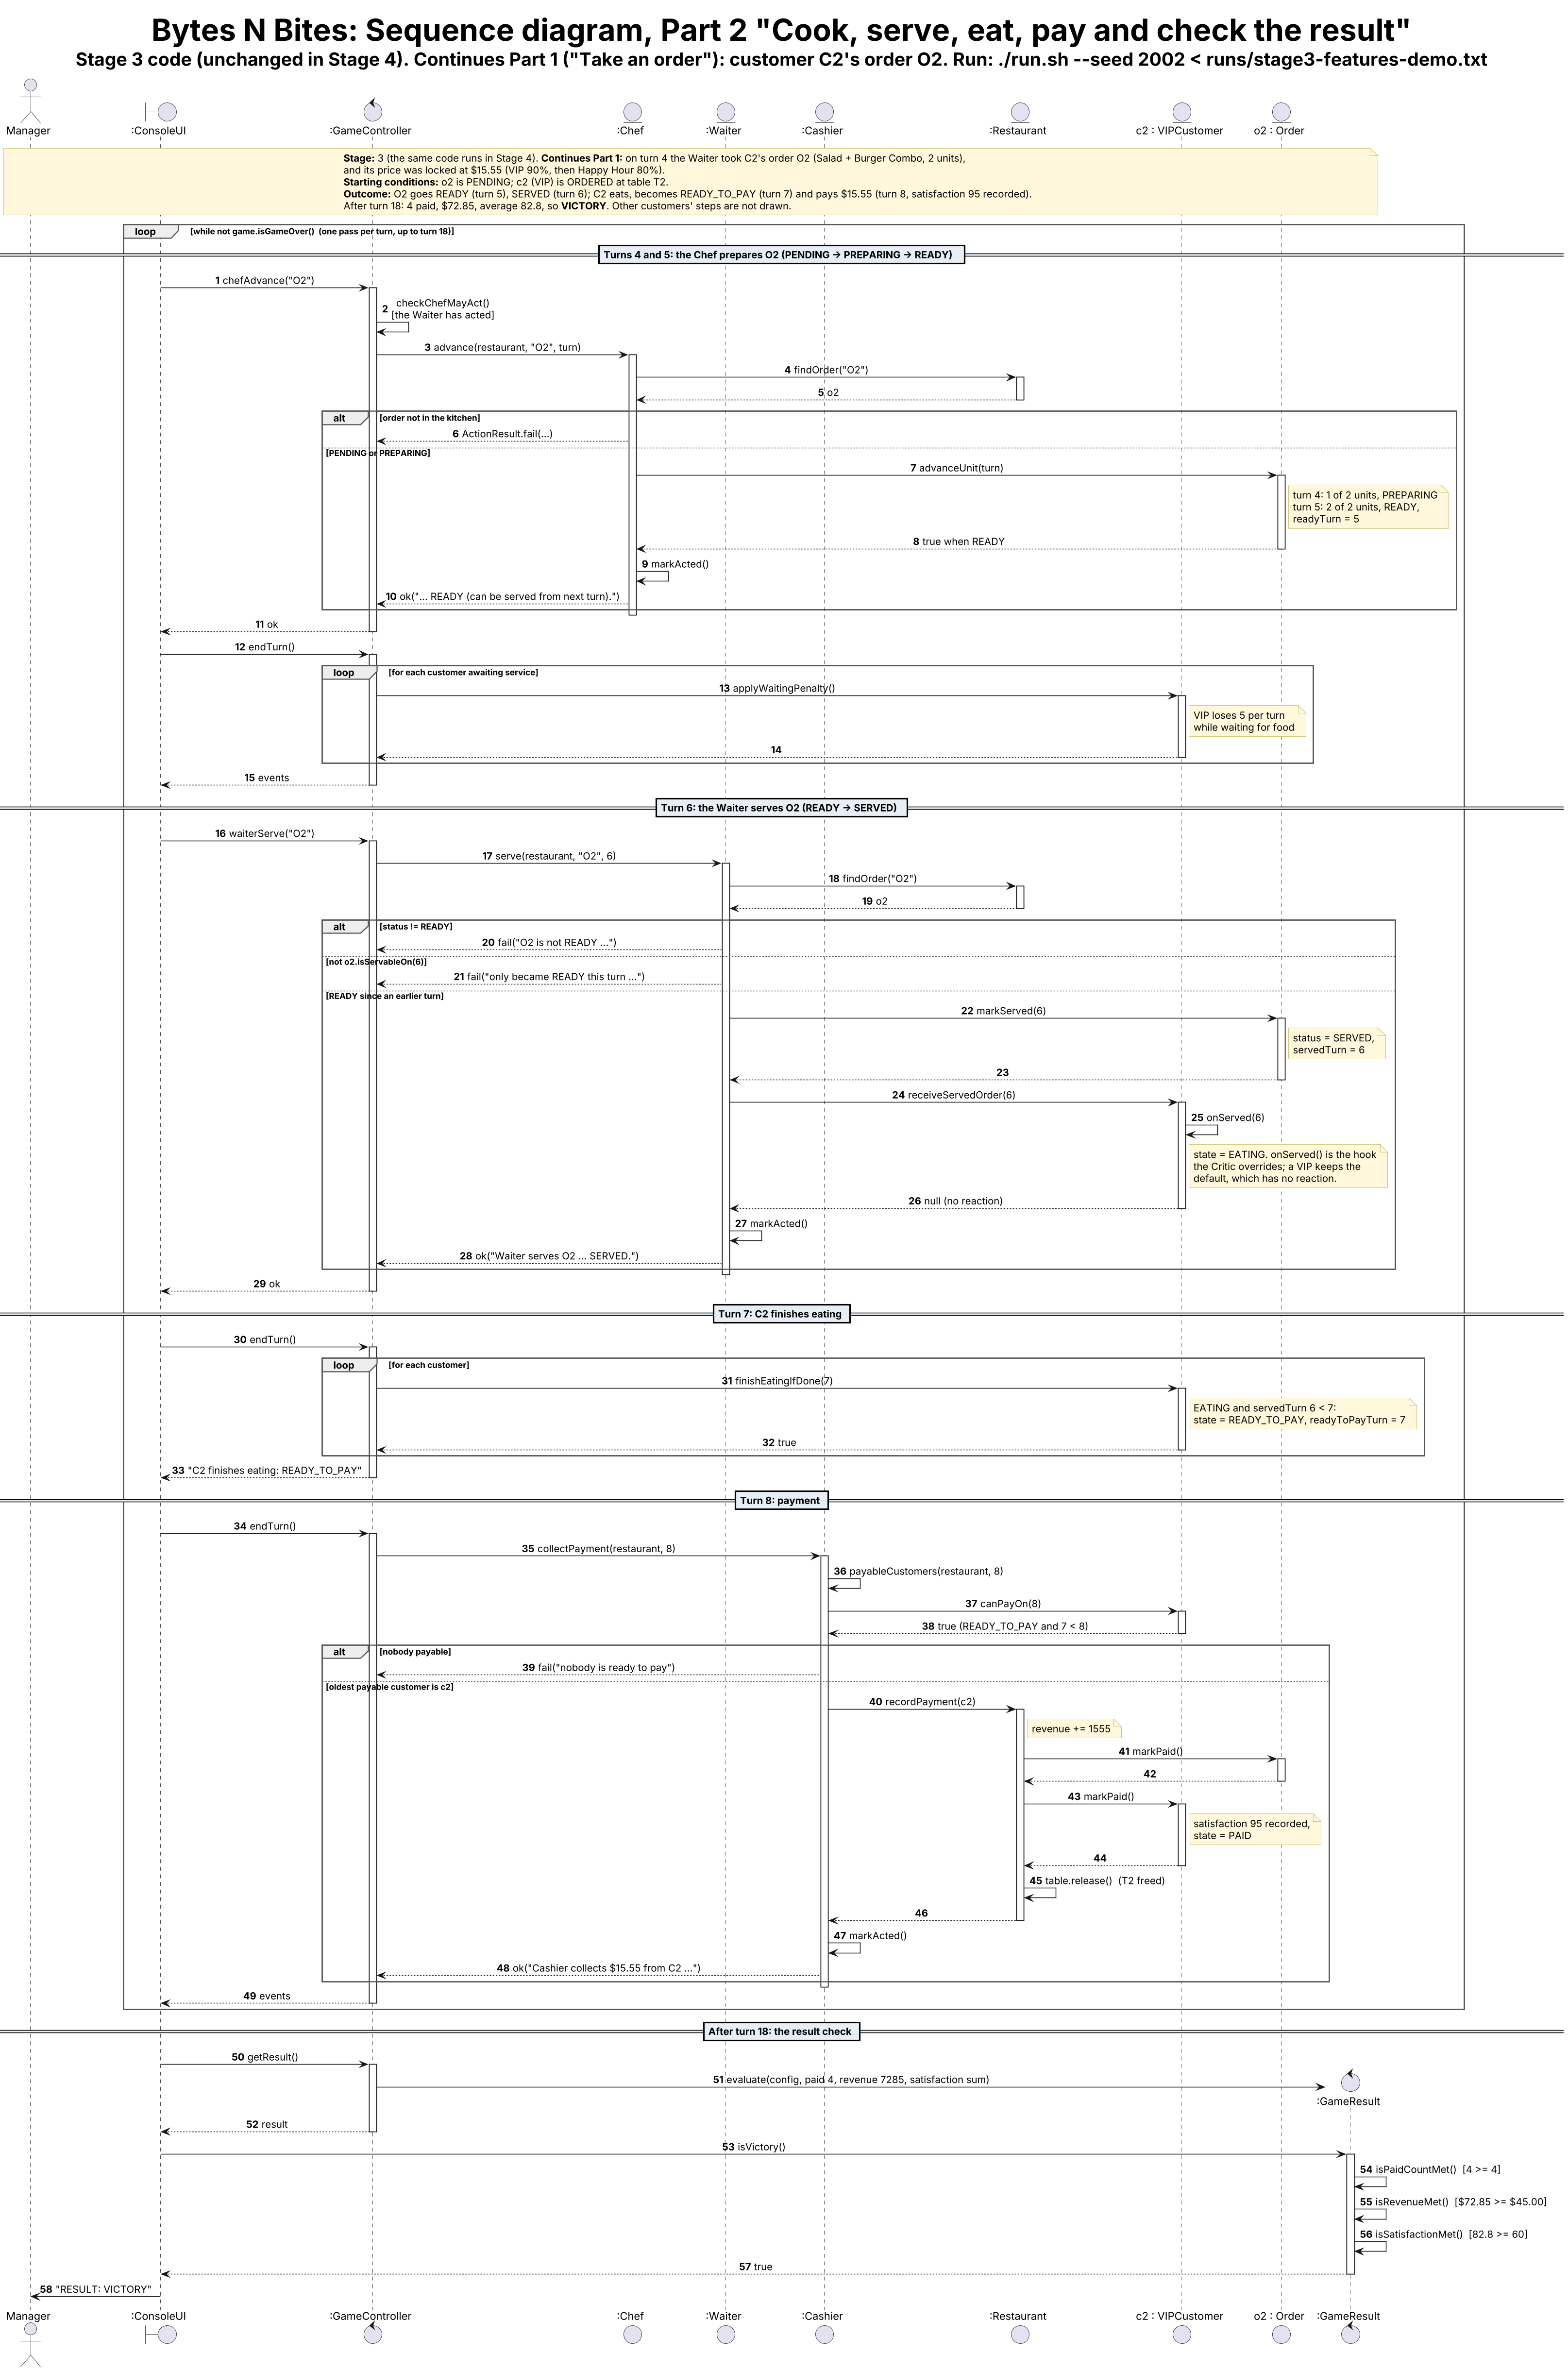 Bytes N Bites: Sequence diagram, Part 2 "Cook, serve, eat, pay and check the result"
Stage 3 code (unchanged in Stage 4). Continues Part 1 ("Take an order"): customer C2's order O2. Run: ./run.sh --seed 2002 < runs/stage3-features-demo.txt
Manager
:ConsoleUI
:GameController
:Chef
:Waiter
:Cashier
:Restaurant
c2 : VIPCustomer
o2 : Order
Stage: 3 (the same code runs in Stage 4). Continues Part 1: on turn 4 the Waiter took C2's order O2 (Salad + Burger Combo, 2 units),
and its price was locked at $15.55 (VIP 90%, then Happy Hour 80%).
Starting conditions: o2 is PENDING; c2 (VIP) is ORDERED at table T2.
Outcome: O2 goes READY (turn 5), SERVED (turn 6); C2 eats, becomes READY_TO_PAY (turn 7) and pays $15.55 (turn 8, satisfaction 95 recorded).
After turn 18: 4 paid, $72.85, average 82.8, so VICTORY. Other customers' steps are not drawn.
loop [while not game.isGameOver() (one pass per turn, up to turn 18)]
Turns 4 and 5: the Chef prepares O2 (PENDING → PREPARING → READY)
1 chefAdvance("O2")
2 checkChefMayAct()
[the Waiter has acted]
3 advance(restaurant, "O2", turn)
4 findOrder("O2")
5 o2
alt [order not in the kitchen]
6 ActionResult.fail(...)
[PENDING or PREPARING]
7 advanceUnit(turn)
turn 4: 1 of 2 units, PREPARING
turn 5: 2 of 2 units, READY,
readyTurn = 5
8 true when READY
9 markActed()
10 ok("... READY (can be served from next turn).")
11 ok
12 endTurn()
loop [for each customer awaiting service]
13 applyWaitingPenalty()
VIP loses 5 per turn
while waiting for food
14
15 events
Turn 6: the Waiter serves O2 (READY → SERVED)
16 waiterServe("O2")
17 serve(restaurant, "O2", 6)
18 findOrder("O2")
19 o2
alt [status != READY]
20 fail("O2 is not READY ...")
[not o2.isServableOn(6)]
21 fail("only became READY this turn ...")
[READY since an earlier turn]
22 markServed(6)
status = SERVED,
servedTurn = 6
23
24 receiveServedOrder(6)
25 onServed(6)
state = EATING. onServed() is the hook
the Critic overrides; a VIP keeps the
default, which has no reaction.
26 null (no reaction)
27 markActed()
28 ok("Waiter serves O2 ... SERVED.")
29 ok
Turn 7: C2 finishes eating
30 endTurn()
loop [for each customer]
31 finishEatingIfDone(7)
EATING and servedTurn 6 < 7:
state = READY_TO_PAY, readyToPayTurn = 7
32 true
33 "C2 finishes eating: READY_TO_PAY"
Turn 8: payment
34 endTurn()
35 collectPayment(restaurant, 8)
36 payableCustomers(restaurant, 8)
37 canPayOn(8)
38 true (READY_TO_PAY and 7 < 8)
alt [nobody payable]
39 fail("nobody is ready to pay")
[oldest payable customer is c2]
40 recordPayment(c2)
revenue += 1555
41 markPaid()
42
43 markPaid()
satisfaction 95 recorded,
state = PAID
44
45 table.release() (T2 freed)
46
47 markActed()
48 ok("Cashier collects $15.55 from C2 ...")
49 events
After turn 18: the result check
50 getResult()
51 evaluate(config, paid 4, revenue 7285, satisfaction sum)
:GameResult
52 result
53 isVictory()
54 isPaidCountMet() [4 >= 4]
55 isRevenueMet() [$72.85 >= $45.00]
56 isSatisfactionMet() [82.8 >= 60]
57 true
58 "RESULT: VICTORY"
Manager
:ConsoleUI
:GameController
:Chef
:Waiter
:Cashier
:Restaurant
c2 : VIPCustomer
o2 : Order
:GameResult